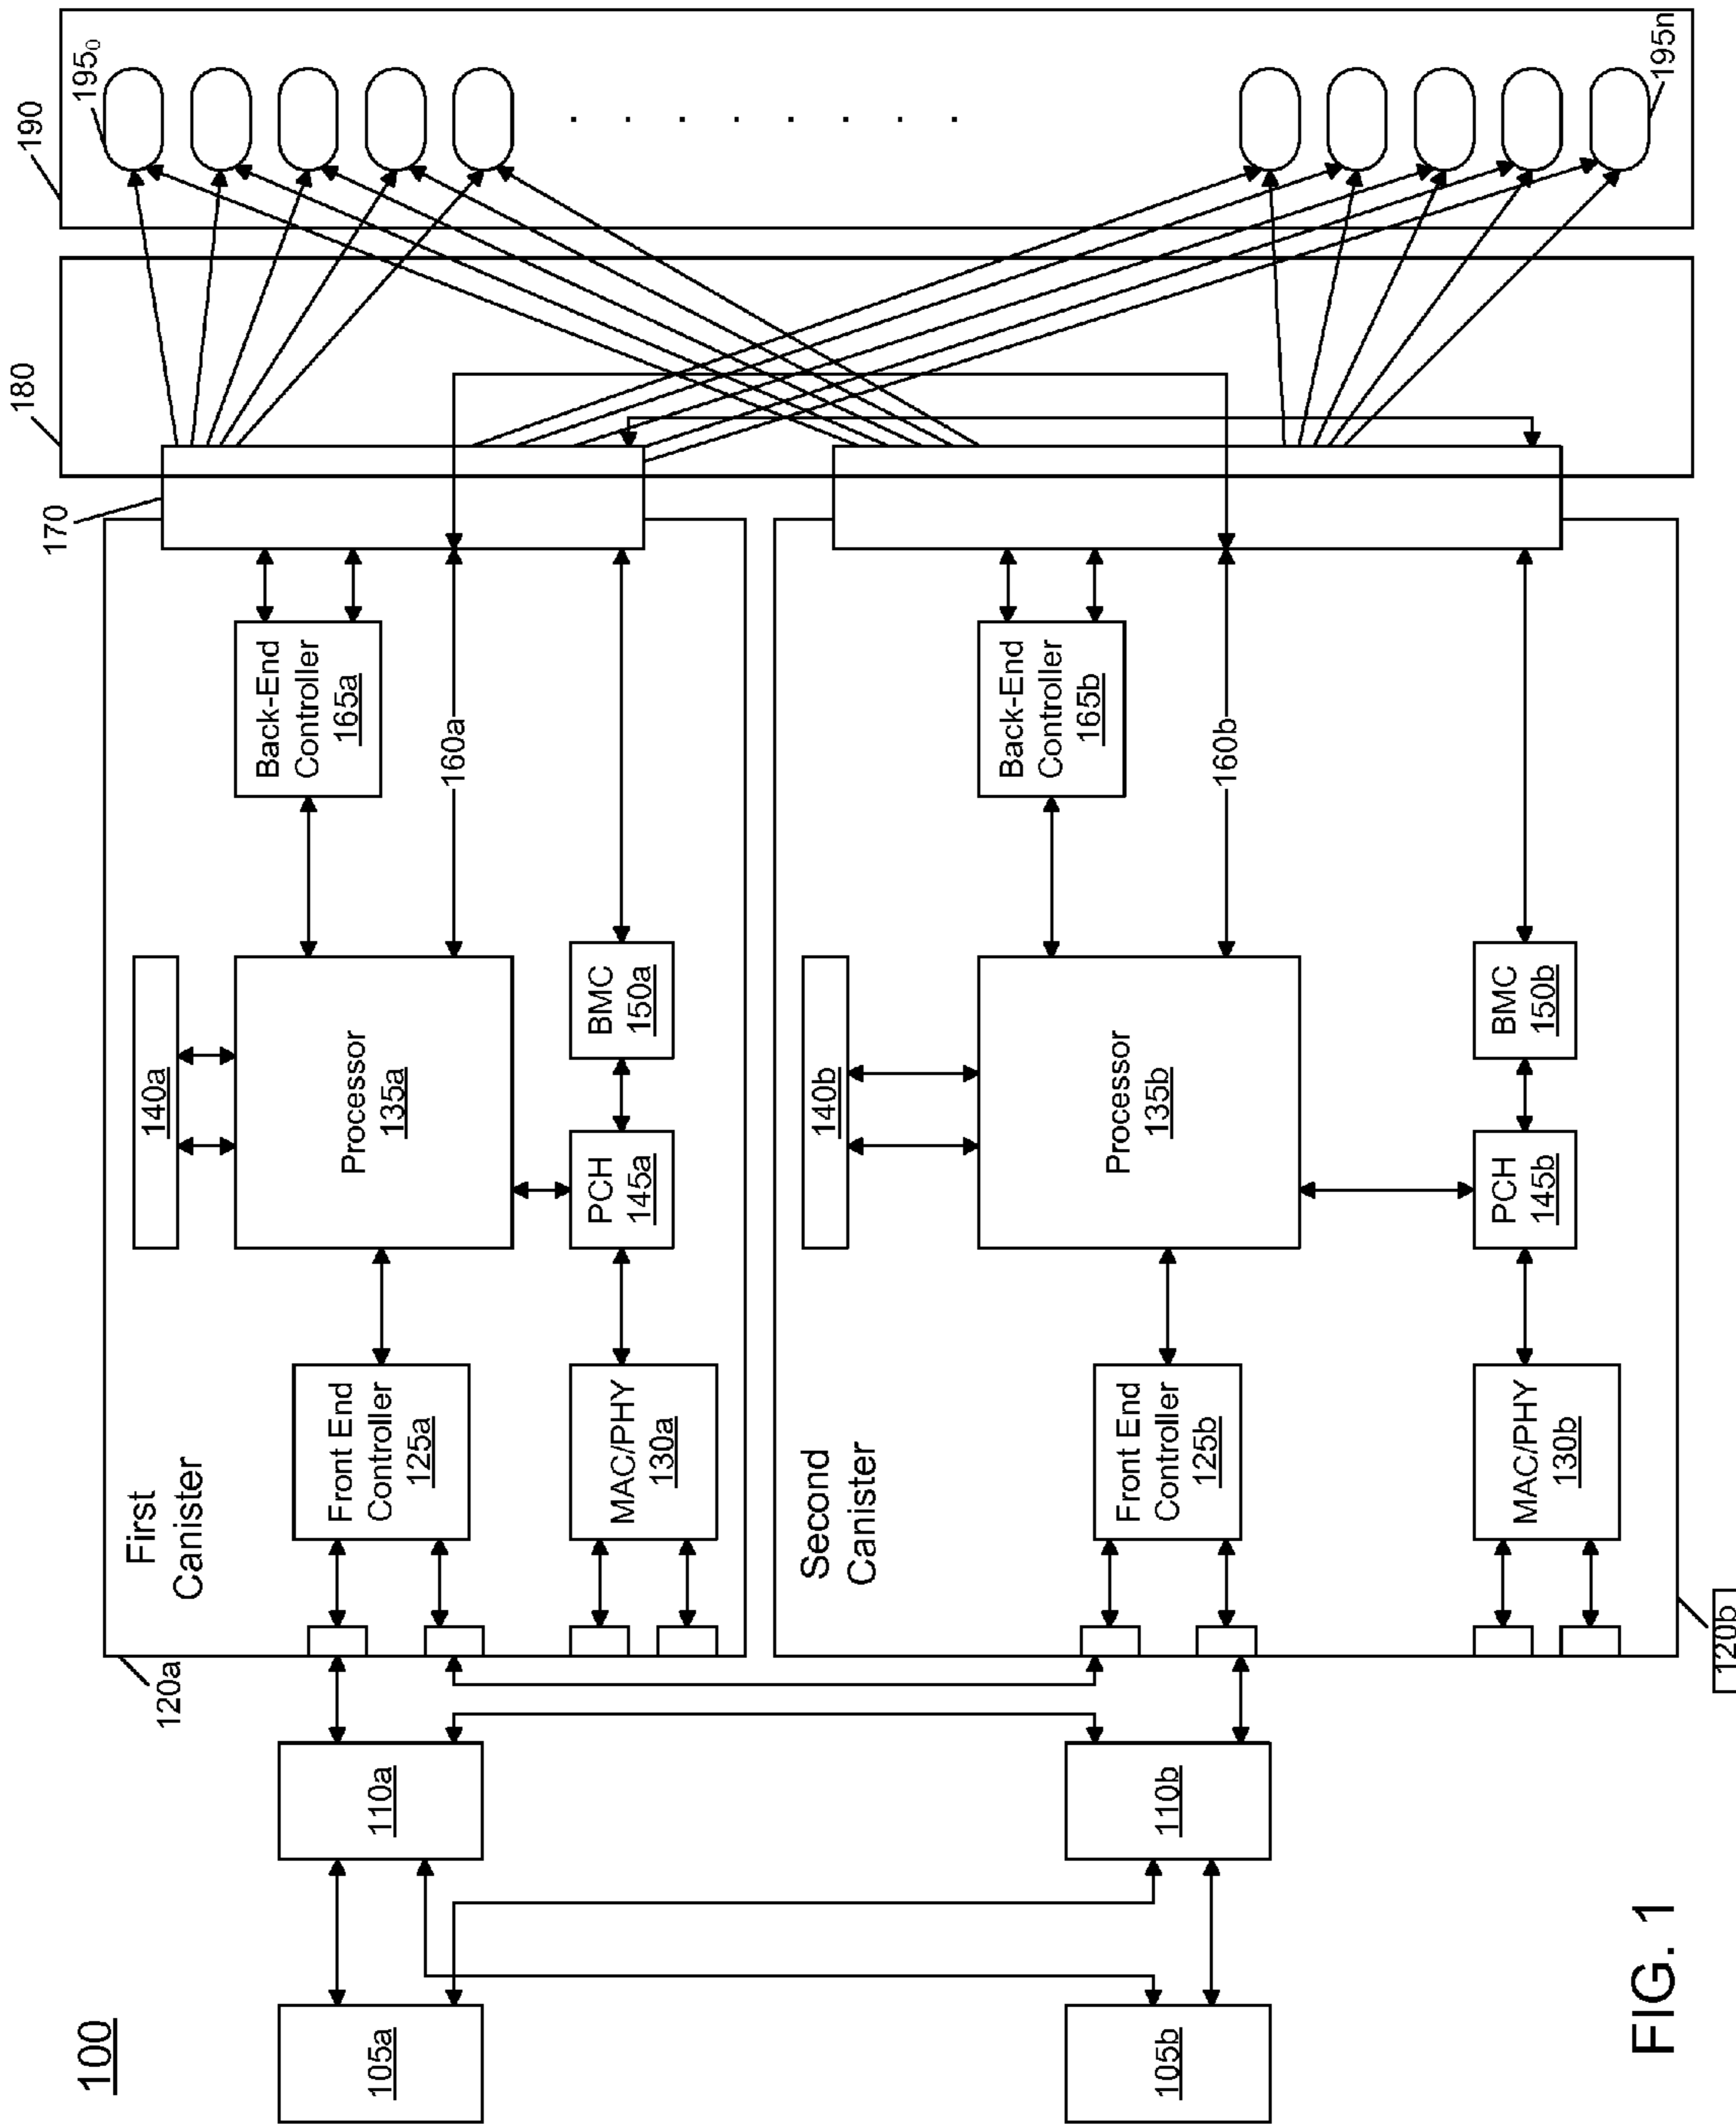 100
105a
105b
110a
110b
120a
First
Canister
Front End
Controller
125a
MAC/PHY
130a
140a
Processor
135a
PCH
145a
BMC
150a
Back-End
Controller
165a
160a
170
180
190
195₀
195n
Second
Canister
Front End
Controller
125b
MAC/PHY
130b
140b
Processor
135b
PCH
145b
BMC
150b
Back-End
Controller
165b
160b
120b
FIG. 1